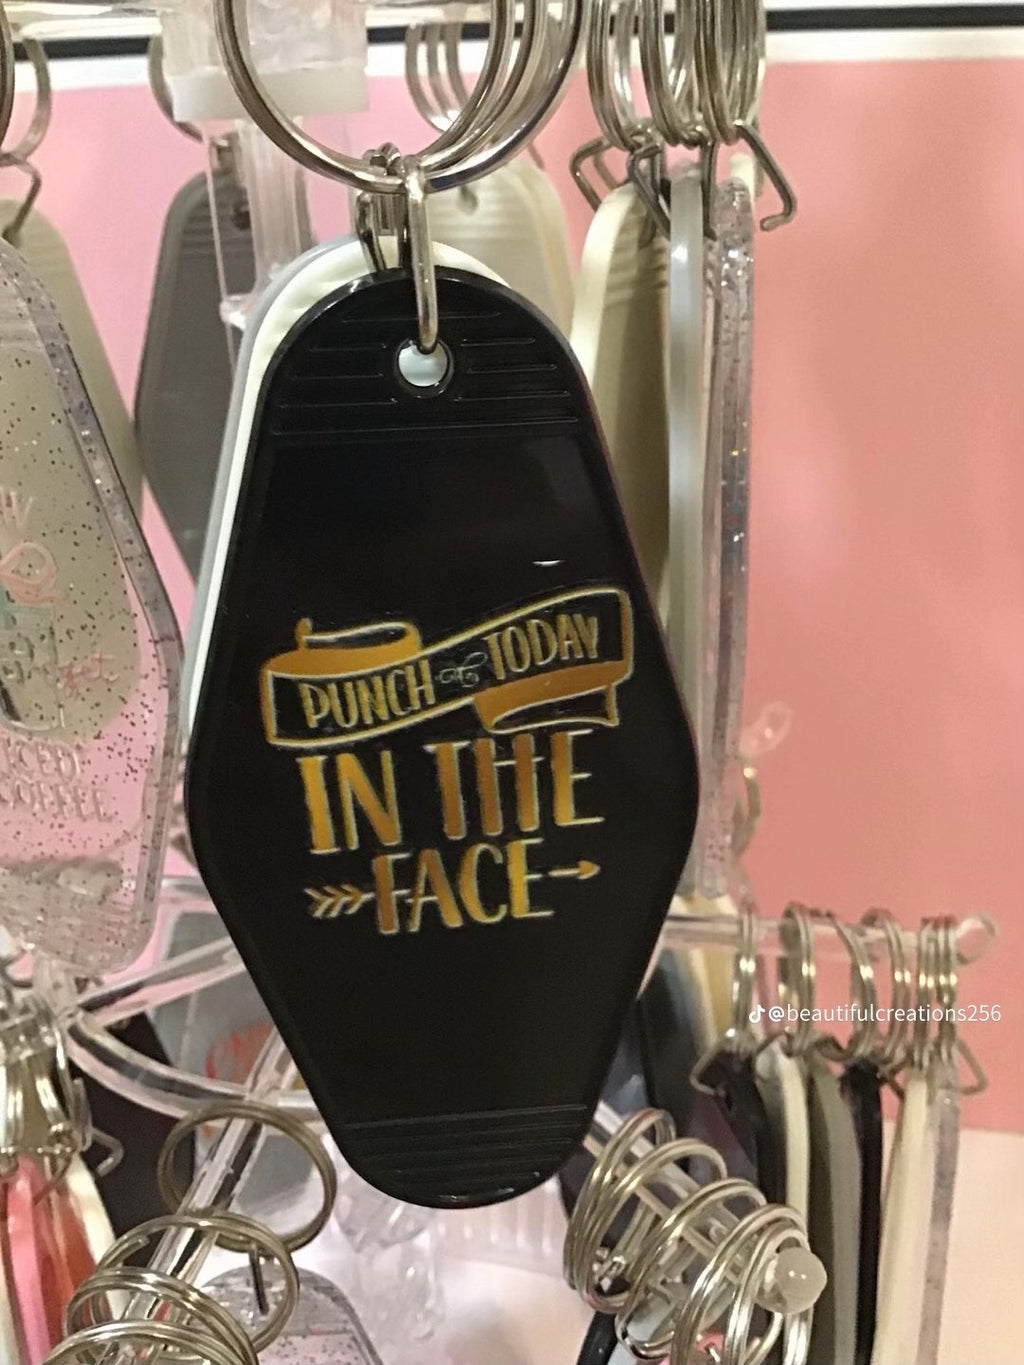 PUNCH TODAY
IN THE
FACE
ICED
COFFEE
@beautifulcreations256